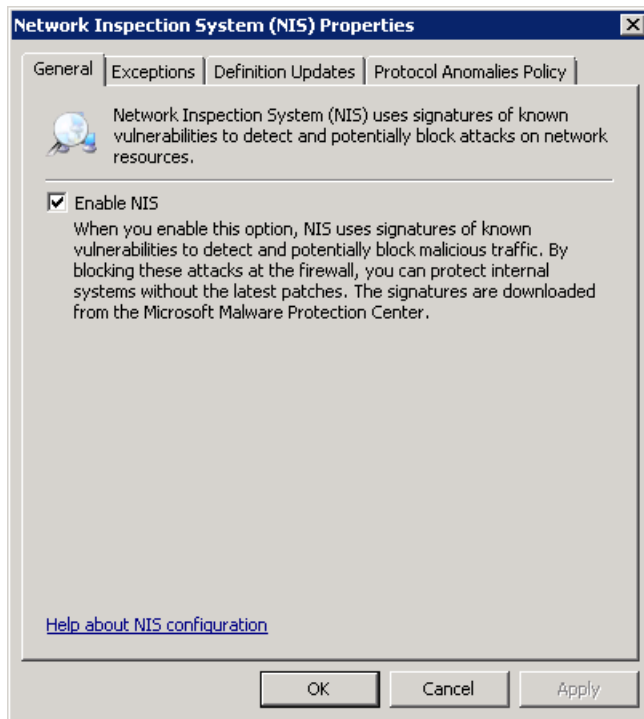 Network Inspection System (NIS) Properties
General Exceptions Definition Updates Protocol Anomalies Policy
Network Inspection System (NIS) uses signatures of known
vulnerabilities to detect and potentially block attacks on network
resources.
Enable NIS
When you enable this option, NIS uses signatures of known
vulnerabilities to detect and potentially block malicious traffic. By
blocking these attacks at the firewall, you can protect internal
systems without the latest patches. The signatures are downloaded
from the Microsoft Malware Protection Center.
Help about NIS configuration
OK Cancel Apply